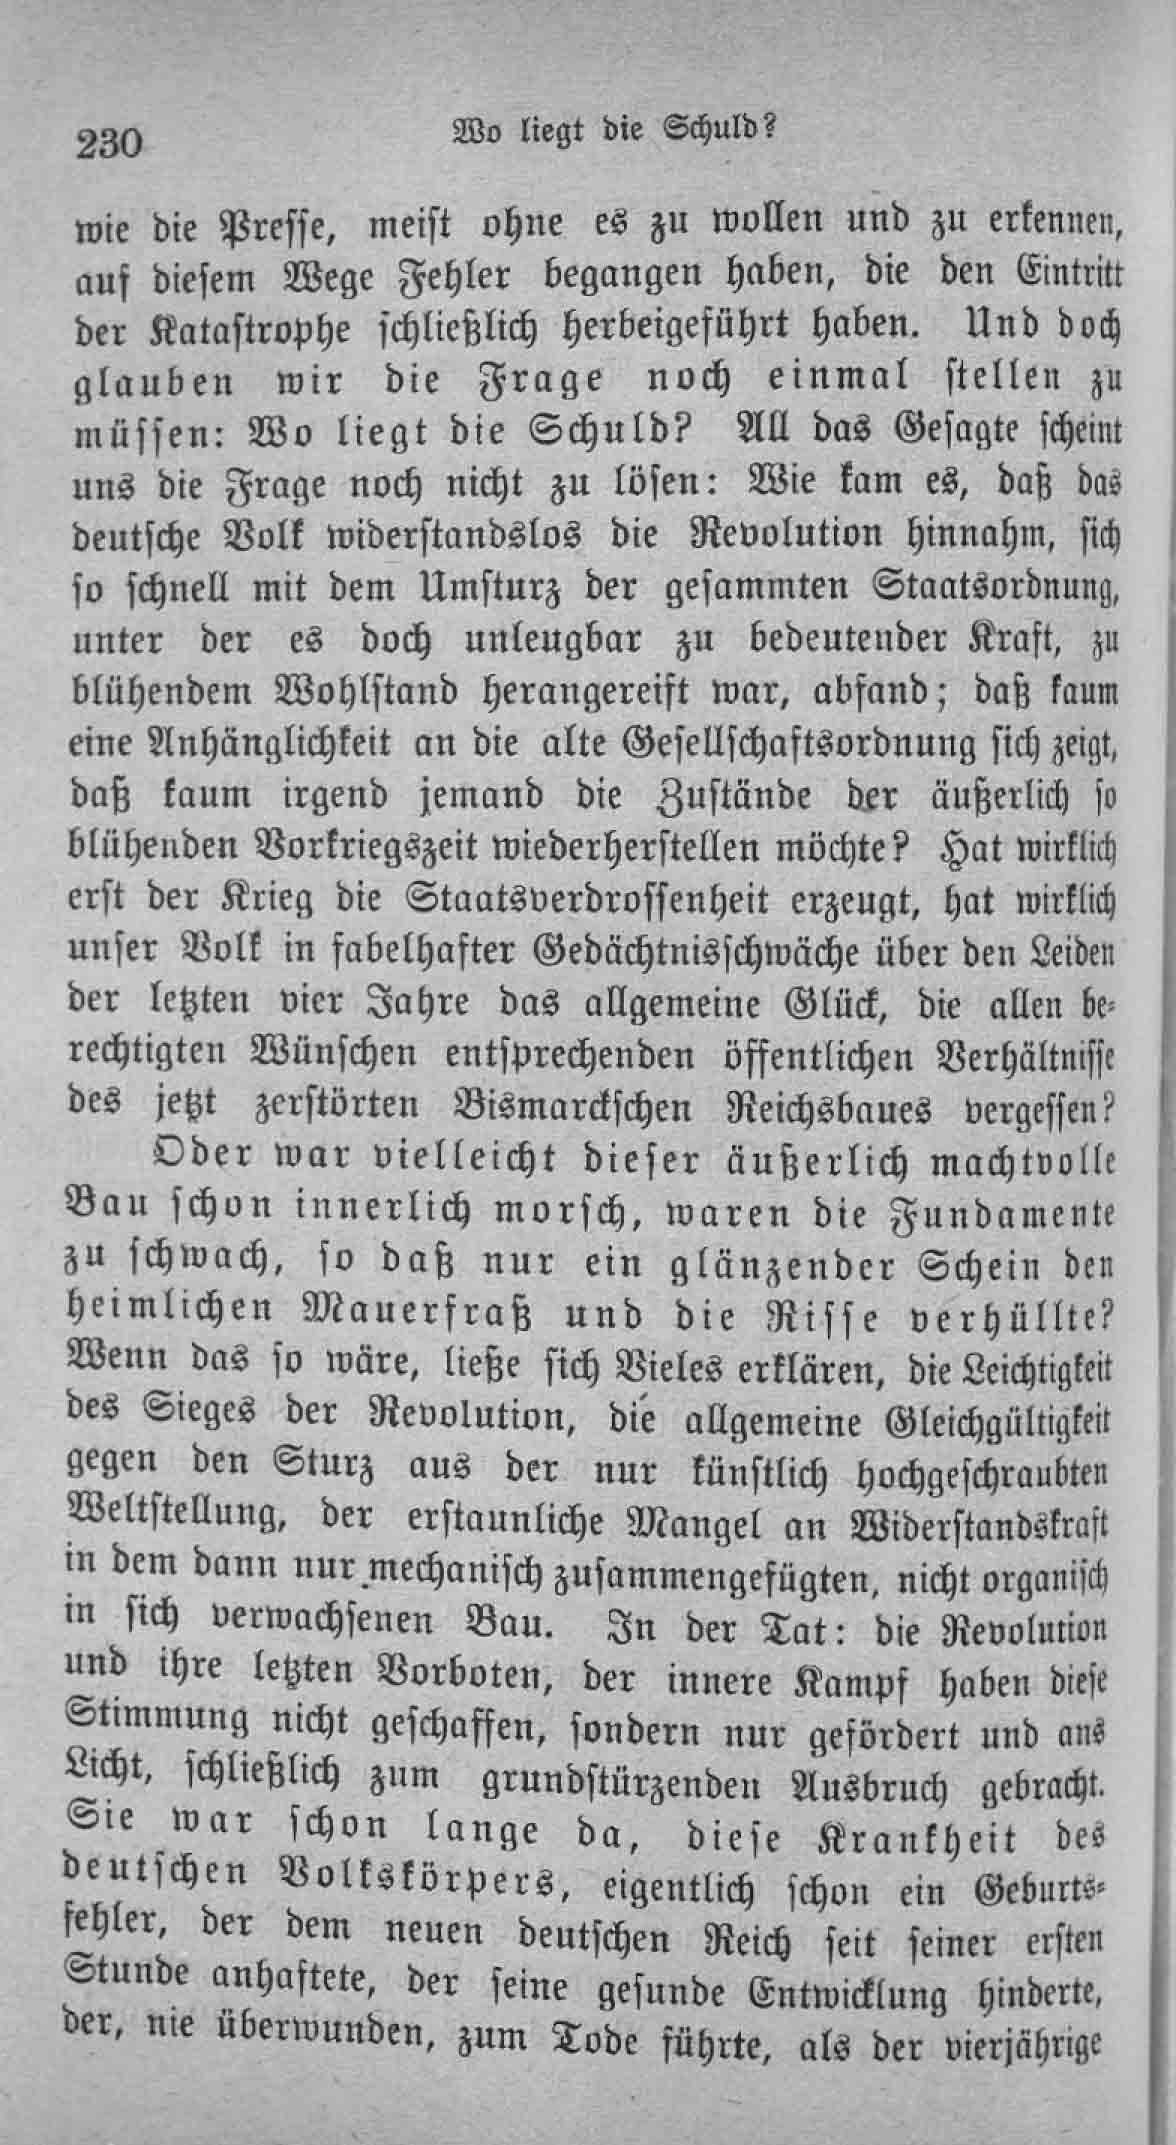 230
Wo liegt die Schuld?
wie die Presse, meist ohne es zu wollen und zu erkennen,
auf diesem Wege Fehler begangen haben, die den Eintritt
der Katastrophe schließlich herbeigeführt haben. Und doch
glauben wir die Frage noch einmal stellen zu
müssen: Wo liegt die Schuld? All das Gesagte scheint
uns die Frage noch nicht zu lösen: Wie kam es, daß das
deutsche Volk widerstandslos die Revolution hinnahm, sich
so schnell mit dem Umsturz der gesammten Staatsordnung,
unter der es doch unleugbar zu bedeutender Kraft, zu
blühendem Wohlstand herangereift war, abfand; daß kaum
eine Anhänglichkeit an die alte Gesellschaftsordnung sich zeigt,
daß kaum irgend jemand die Zustände der äußerlich so
blühenden Vorkriegszeit wiederherstellen möchte? Hat wirklich
erst der Krieg die Staatsverdrossenheit erzeugt, hat wirklich
unser Volk in fabelhafter Gedächtnisschwäche über den Leiden
der letzten vier Jahre das allgemeine Glück, die allen be-
rechtigten Wünschen entsprechenden öffentlichen Verhältnisse
des jetzt zerstörten Bismarckschen Reichsbaues vergessen?
Oder war vielleicht dieser äußerlich machtvolle
Bau schon innerlich morsch, waren die Fundamente
zu schwach, so daß nur ein glänzender Schein den
heimlichen Mauerfraß und die Risse verhüllte?
Wenn das so wäre, ließe sich Vieles erklären, die Leichtigkeit
des Sieges der Revolution, die allgemeine Gleichgültigkeit
gegen den Sturz aus der nur künstlich hochgeschraubten
Weltstellung, der erstaunliche Mangel an Widerstandskraft
in dem dann nur mechanisch zusammengefügten, nicht organisch
in sich verwachsenen Bau. In der Tat: die Revolution
und ihre letzten Vorboten, der innere Kampf haben diese
Stimmung nicht geschaffen, sondern nur gefördert und ans
Licht, schließlich zum grundstürzenden Ausbruch gebracht.
Sie war schon lange da, diese Krankheit des
deutschen Volkskörpers, eigentlich schon ein Geburts-
fehler, der dem neuen deutschen Reich seit seiner ersten
Stunde anhaftete, der seine gesunde Entwicklung hinderte,
der, nie überwunden, zum Tode führte, als der vierjährige